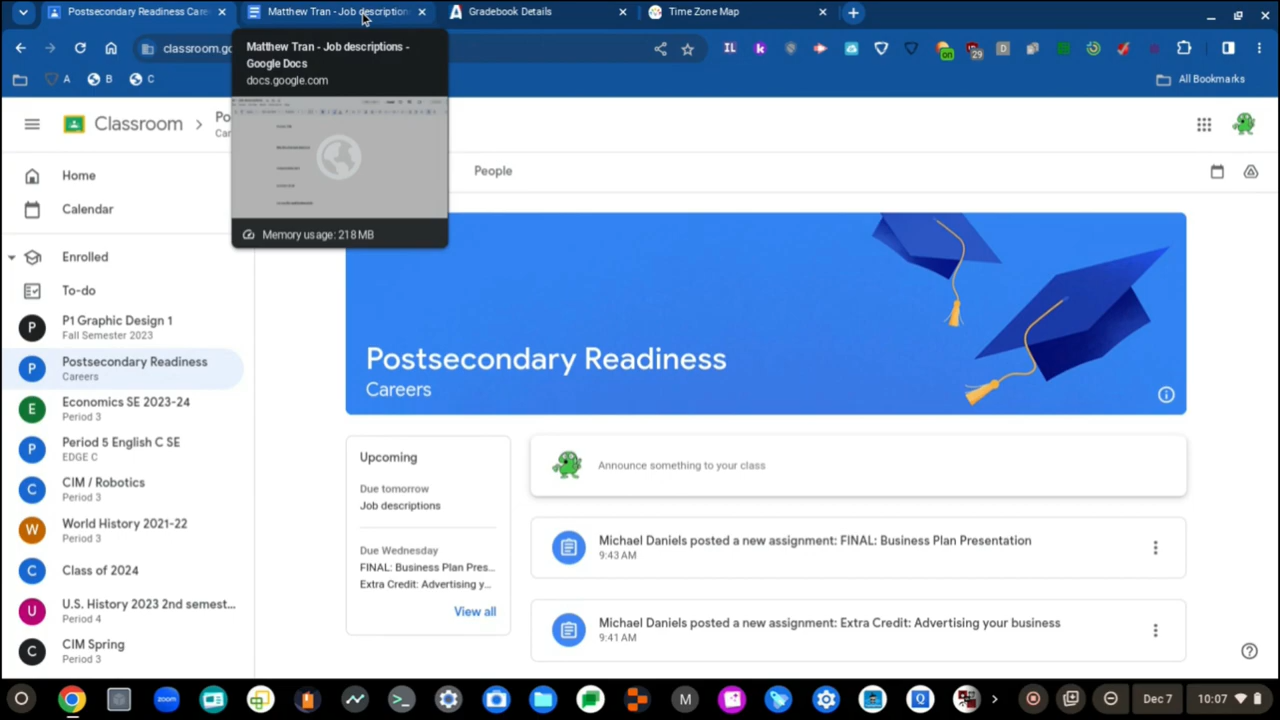 Postsecondary Readiness Care
Matthew Tran - Job description
Gradebook Details
Time Zone Map
classroom.go
IL
k
on
29
D
A
B
C
All Bookmarks
Matthew Tran - Job descriptions -
Google Docs
docs.google.com
Memory usage: 218 MB
Classroom
Po
Car
Home
Calendar
Enrolled
To-do
People
P
P1 Graphic Design 1
Fall Semester 2023
P
Postsecondary Readiness
Careers
E
Economics SE 2023-24
Period 3
P
Period 5 English C SE
EDGE C
C
CIM / Robotics
Period 3
W
World History 2021-22
Period 3
C
Class of 2024
U
U.S. History 2023 2nd semest...
Period 4
C
CIM Spring
Period 3
Postsecondary Readiness
Careers
Upcoming
Due tomorrow
Job descriptions
Due Wednesday
FINAL: Business Plan Pres...
Extra Credit: Advertising y...
View all
Announce something to your class
Michael Daniels posted a new assignment: FINAL: Business Plan Presentation
9:43 AM
Michael Daniels posted a new assignment: Extra Credit: Advertising your business
9:41 AM
zoom
M
Q
Dec 7
10:07